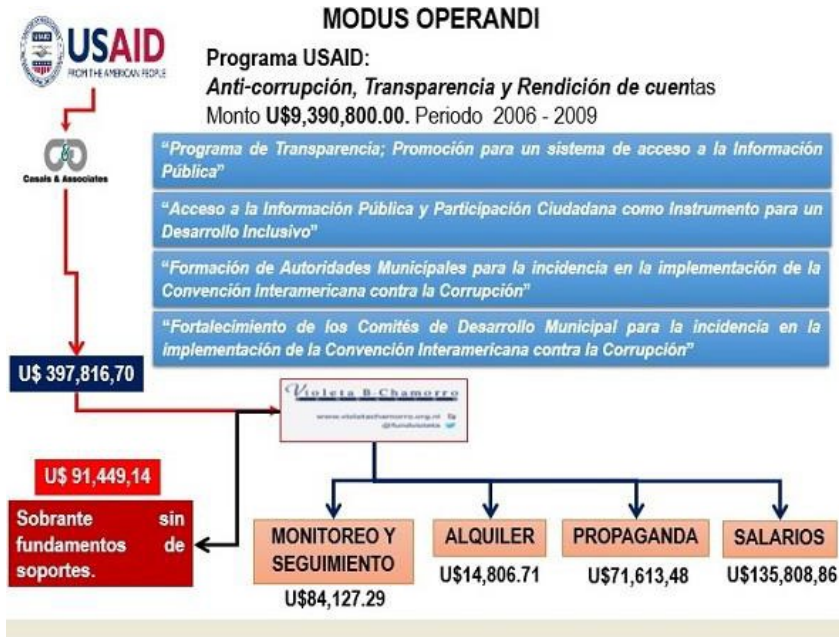 MODUS OPERANDI
USAID
FROM THE AMERICAN PEOPLE
Programa USAID:
Anti-corrupción, Transparencia y Rendición de cuentas
Monto U$9,390,800.00. Periodo 2006 - 2009
Casals & Associates
“Programa de Transparencia; Promoción para un sistema de acceso a la Información
Pública”
“Acceso a la Información Pública y Participación Ciudadana como Instrumento para un
Desarrollo Inclusivo”
“Formación de Autoridades Municipales para la incidencia en la implementación de la
Convención Interamericana contra la Corrupción”
“Fortalecimiento de los Comités de Desarrollo Municipal para la incidencia en la
implementación de la Convención Interamericana contra la Corrupción”
U$ 397,816,70
Violeta B. Chamorro
www.violetachamorro.org.ni
@fundvioleta
U$ 91,449,14
Sobrante sin
fundamentos de
soportes.
MONITOREO Y
SEGUIMIENTO
U$84,127.29
ALQUILER
U$14,806.71
PROPAGANDA
U$71,613,48
SALARIOS
U$135,808,86